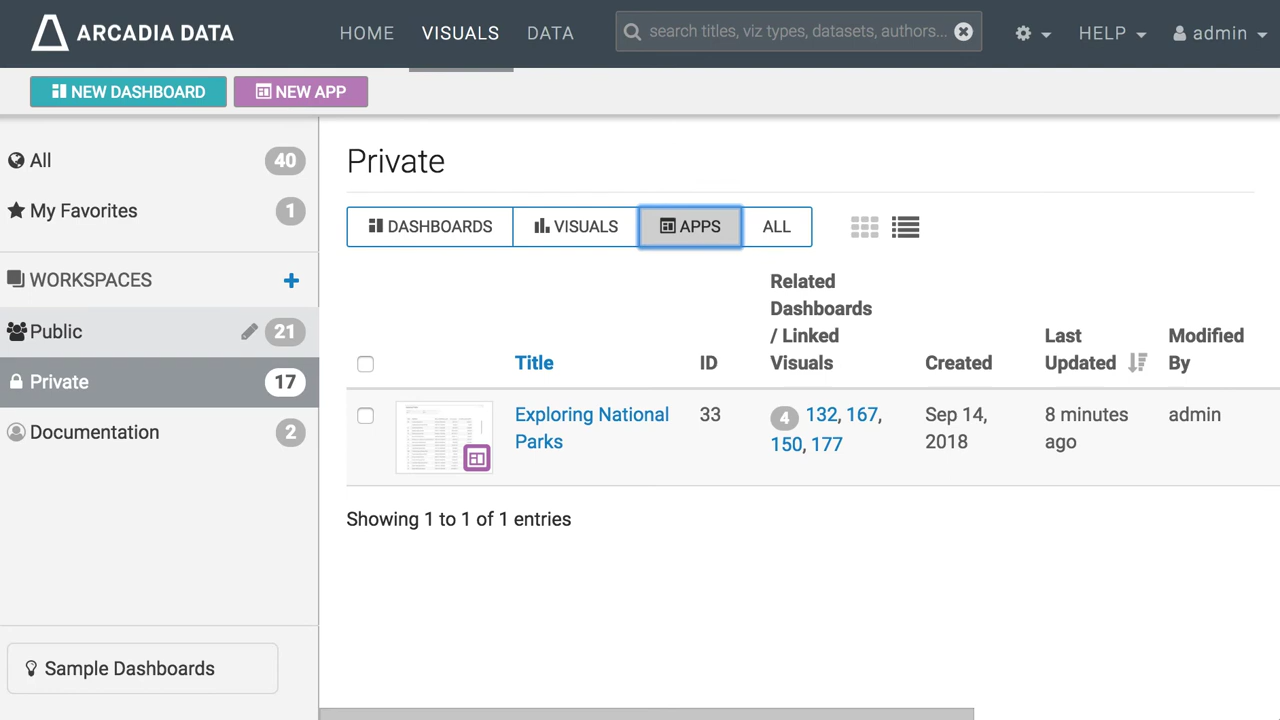 ARCADIA DATA
HOME VISUALS DATA
search titles, viz types, datasets, authors...
HELP
admin
NEW DASHBOARD
NEW APP
All 40
My Favorites 1
WORKSPACES +
Public 21
Private 17
Documentation 2
Sample Dashboards
Private
DASHBOARDS VISUALS APPS ALL
Title
ID
Related
Dashboards
/ Linked
Visuals
Created
Last
Updated
Modified
By
Exploring National
Parks
33
4 132, 167,
150, 177
Sep 14,
2018
8 minutes
ago
admin
Showing 1 to 1 of 1 entries